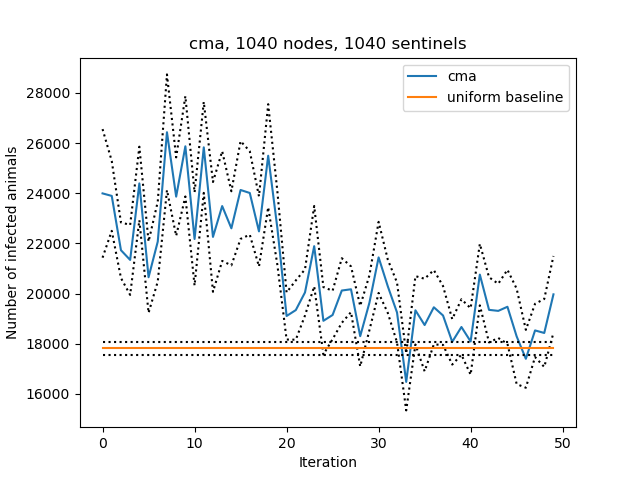 cma, 1040 nodes, 1040 sentinels
cma
uniform baseline
28000
26000
24000
22000
20000
18000
16000
Number of infected animals
0 10 20 30 40 50
Iteration